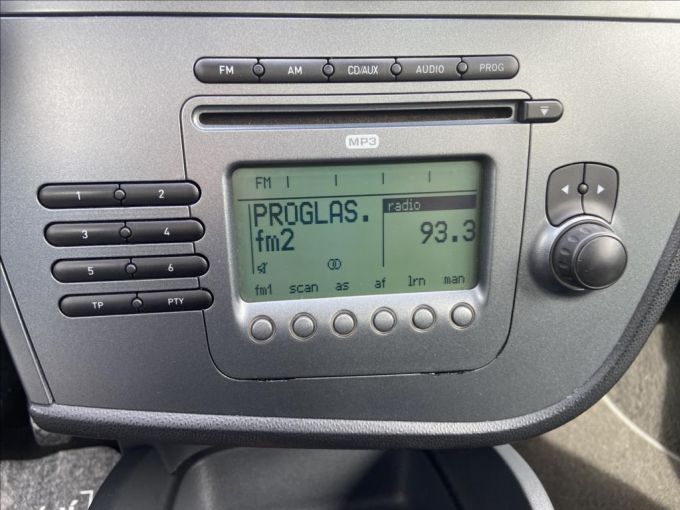 FM AM CD/AUX AUDIO PROG
MP3
1 2
3 4
5 6
TP PTY
FM
PROGLAS. radio
fm2 93.3
fm1 scan as af lrn man